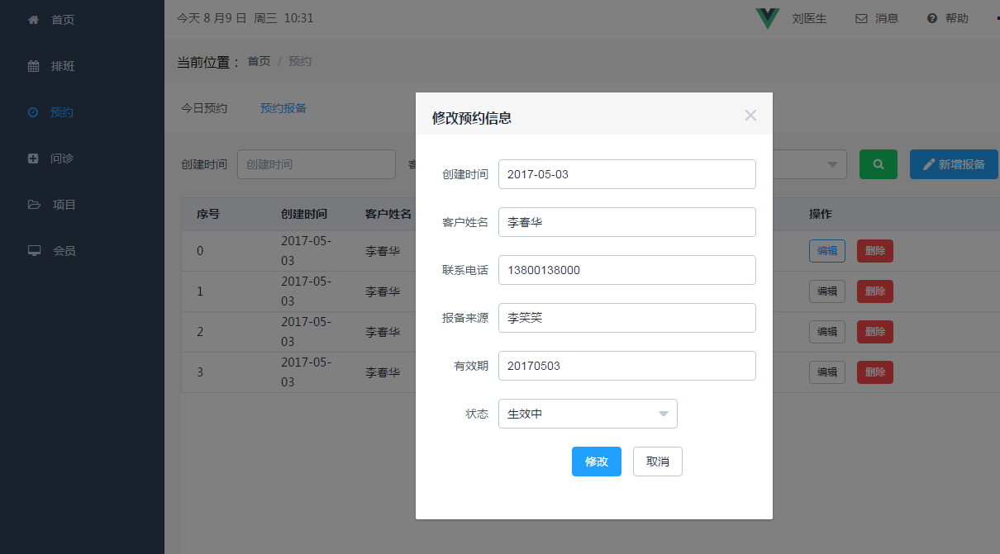 首页
排班
预约
问诊
项目
会员
今天 8 月9 日 周三 10:31
刘医生 消息 帮助
当前位置： 首页 / 预约
今日预约 预约报备
创建时间 创建时间 新增报备
序号 创建时间 客户姓名 操作
0 2017-05-03 李春华 编辑 删除
1 2017-05-03 李春华 编辑 删除
2 2017-05-03 李春华 编辑 删除
3 2017-05-03 李春华 编辑 删除
修改预约信息
创建时间 2017-05-03
客户姓名 李春华
联系电话 13800138000
报备来源 李笑笑
有效期 20170503
状态 生效中
修改 取消